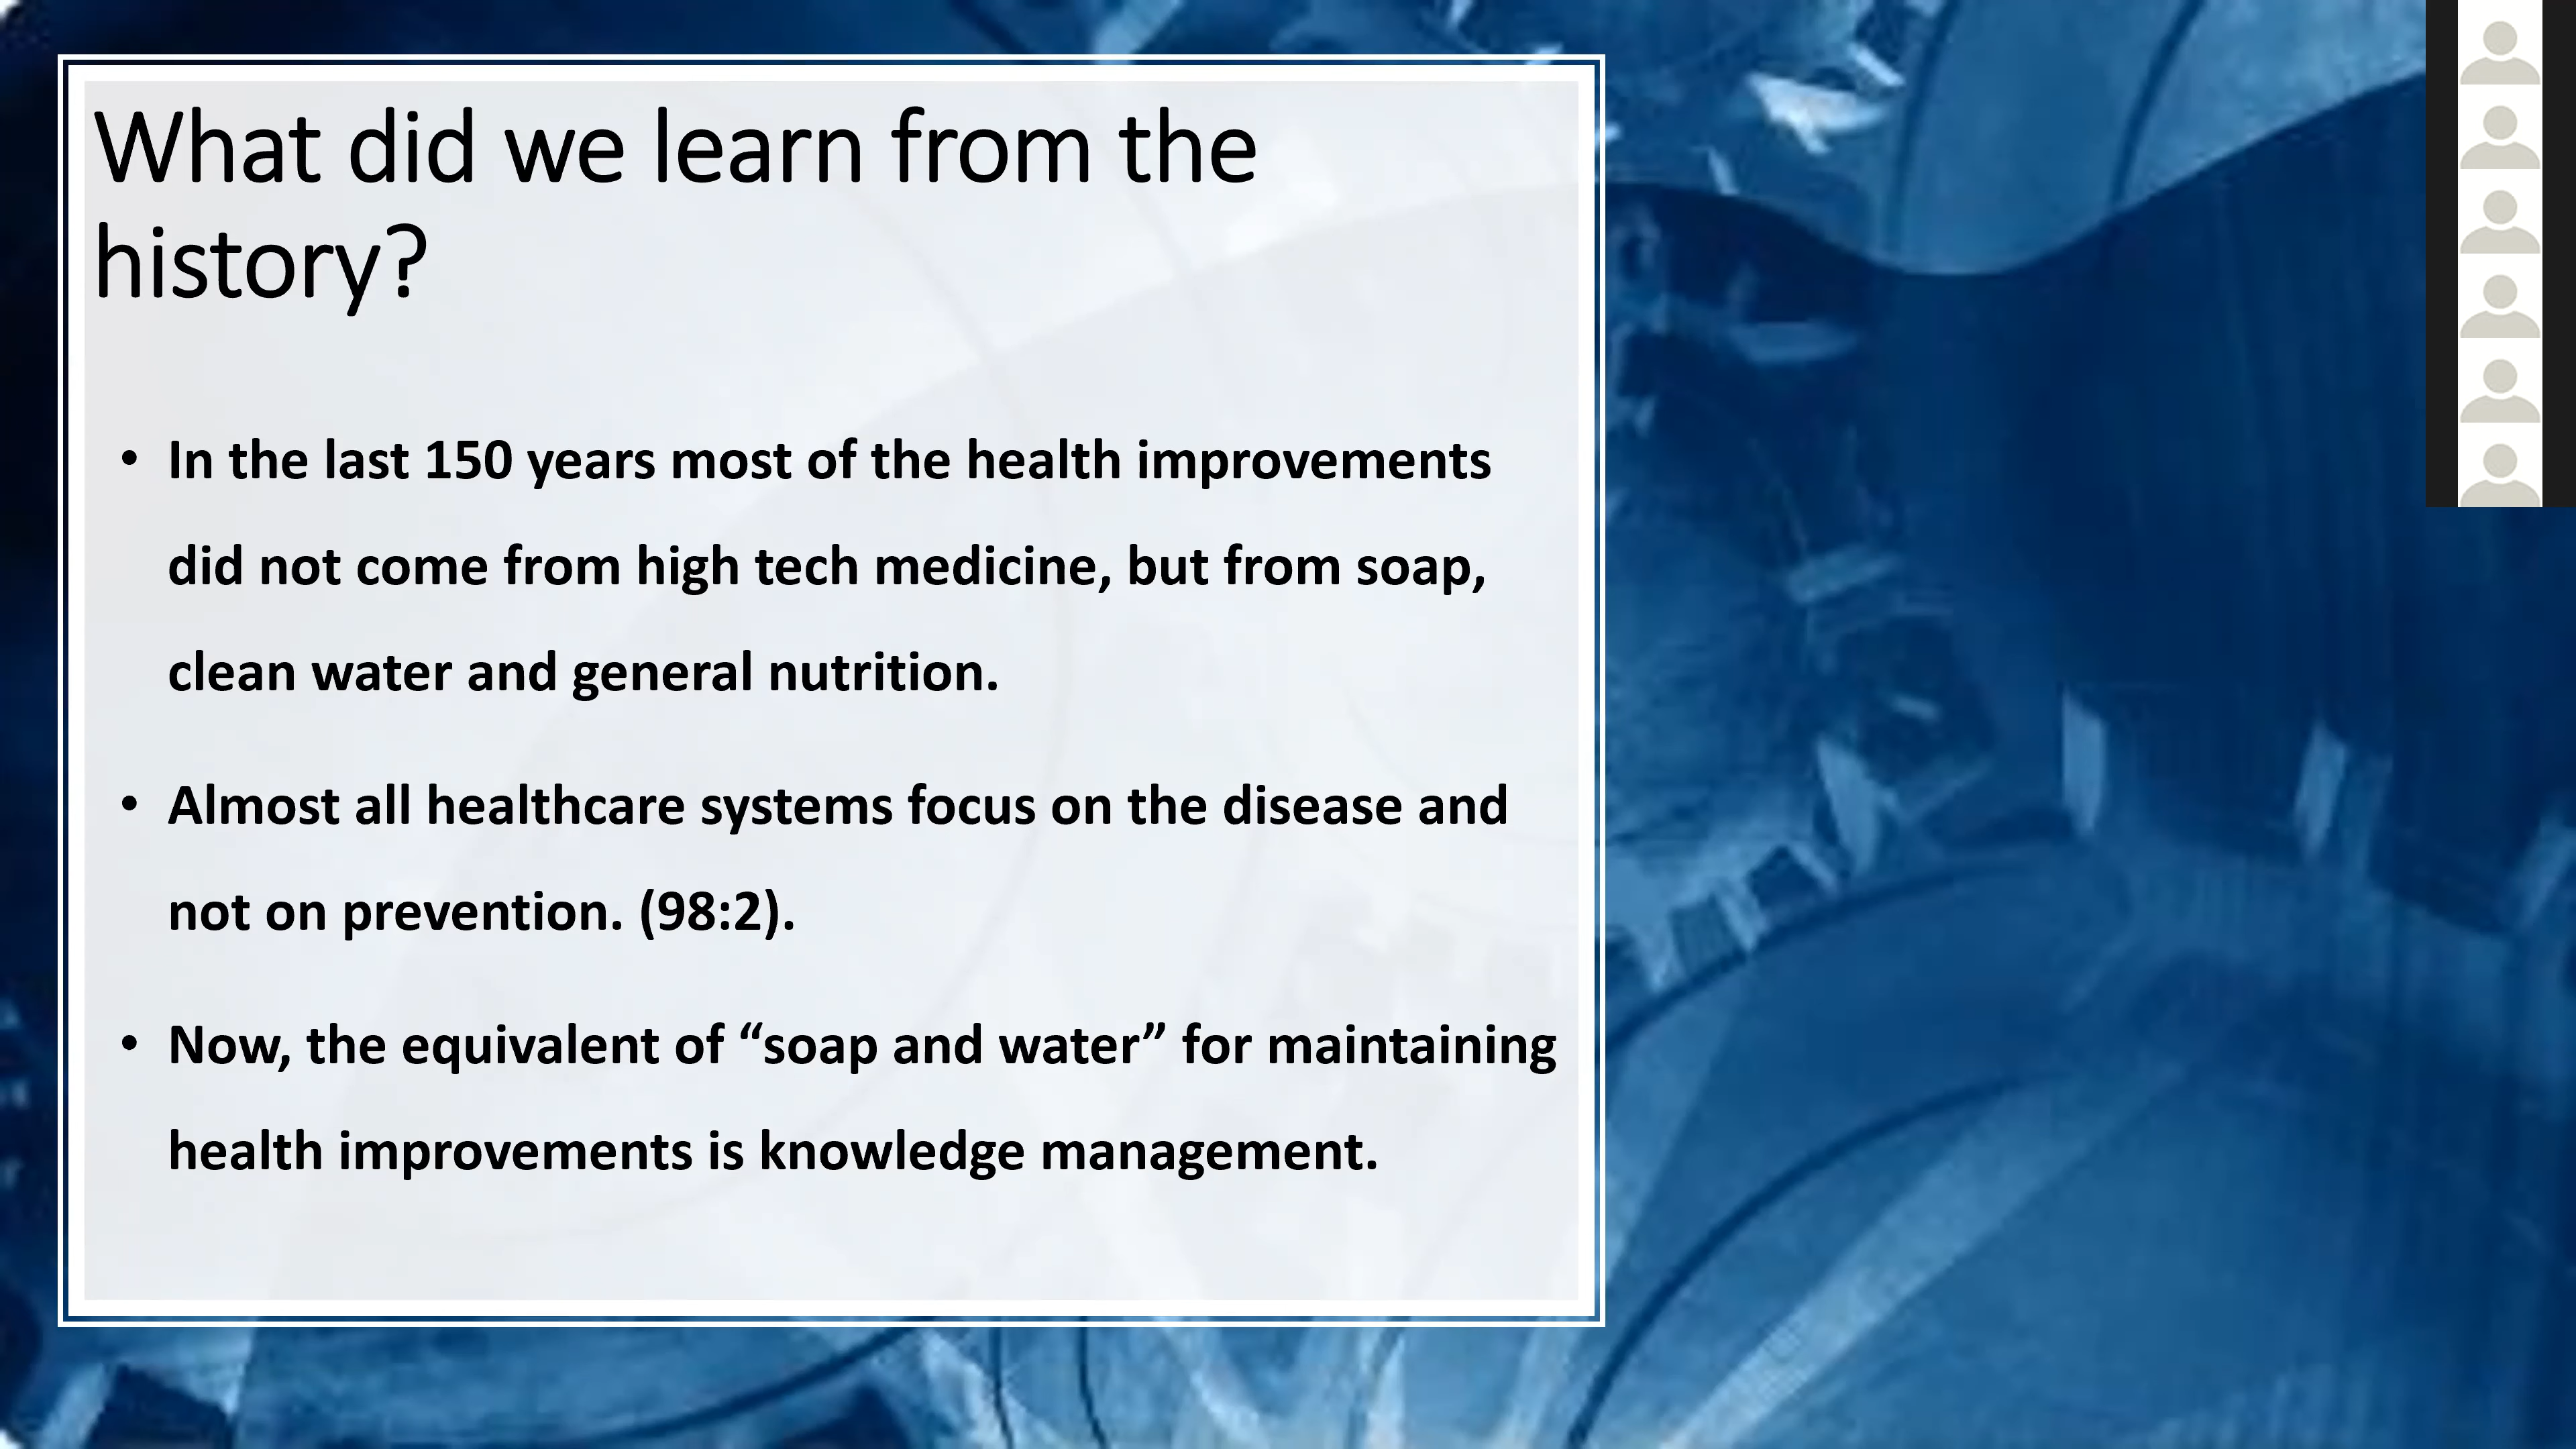 What did we learn from the
history?
• In the last 150 years most of the health improvements
did not come from high tech medicine, but from soap,
clean water and general nutrition.
• Almost all healthcare systems focus on the disease and
not on prevention. (98:2).
• Now, the equivalent of “soap and water” for maintaining
health improvements is knowledge management.